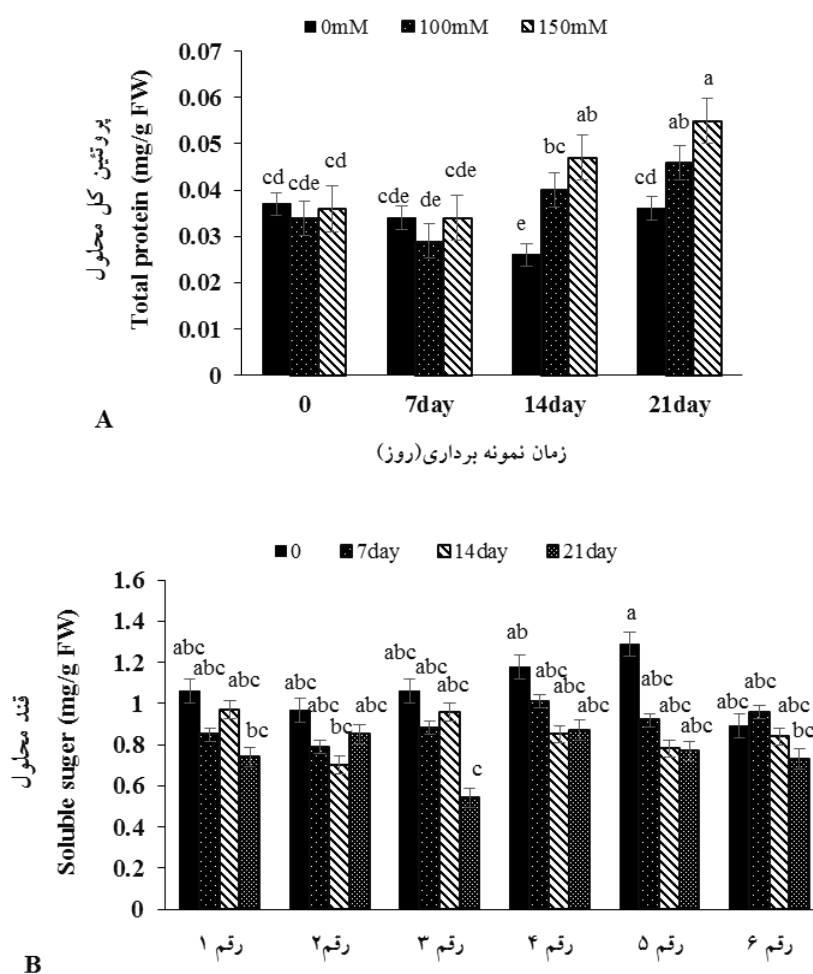 0mM 100mM 150mM
پروتئین کل محلول
Total protein (mg/g FW)
0.07
0.06
0.05
0.04
0.03
0.02
0.01
0
cd cde cd
cde de cde
e bc ab
cd ab a
0 7day 14day 21day
A
زمان نمونه برداری(روز)
0 7day 14day 21day
قند محلول
Soluble suger (mg/g FW)
1.6
1.4
1.2
1
0.8
0.6
0.4
0.2
0
abc abc abc bc
abc abc bc abc
abc abc abc c
ab abc abc abc
a abc abc abc
abc abc abc bc
رقم ۱ رقم۲ رقم ۳ رقم ۴ رقم ۵ رقم ۶
B